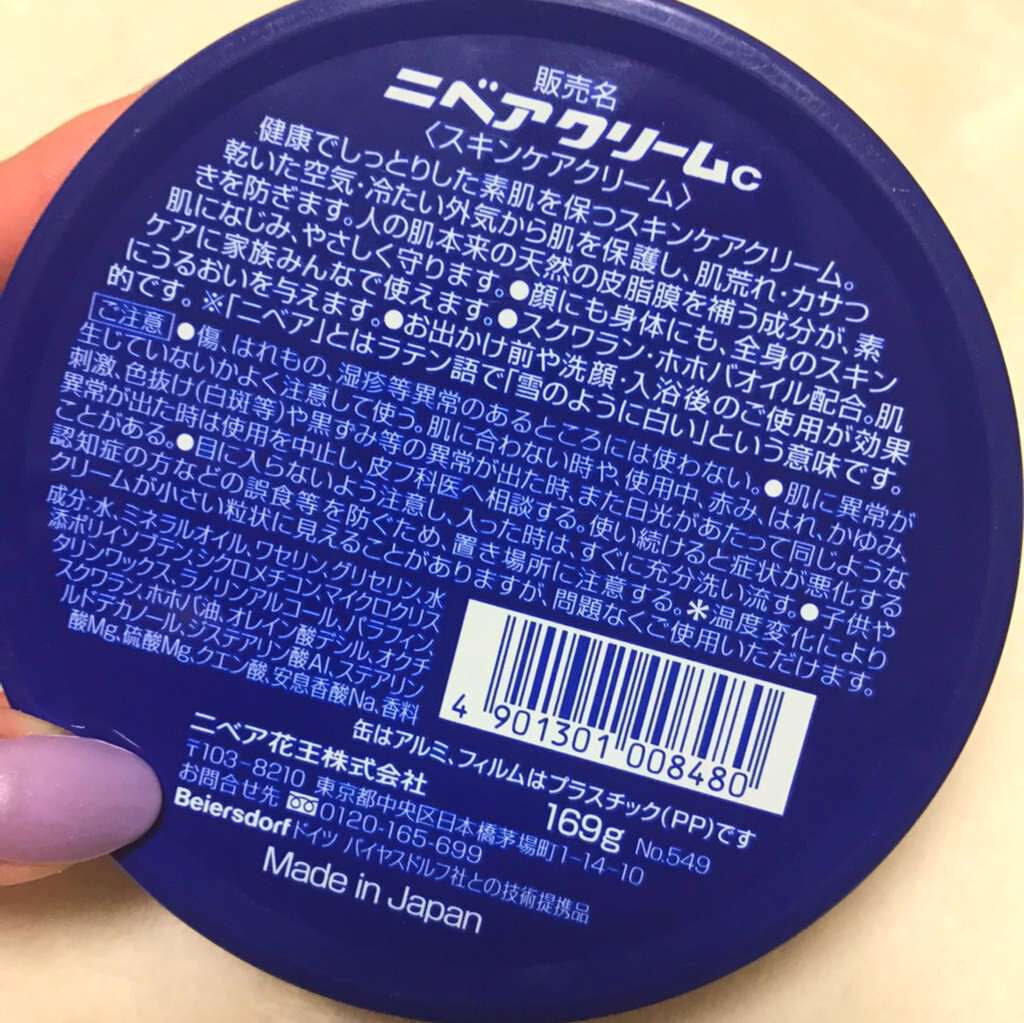 販売名
ニベアクリームc
〈スキンケアクリーム〉
健康でしっとりした素肌を保つスキンケアクリーム。
乾いた空気・冷たい外気から肌を保護し、肌荒れ・カサつ
きを防ぎます。人の肌本来の天然の皮脂膜を補う成分が、素
肌になじみ、やさしく守ります。●顔にも身体にも、全身のスキン
ケアに家族みんなで使えます。●スクワラン・ホホバオイル配合。肌
にうるおいを与えます。●お出かけ前や洗顔・入浴後のご使用が効果
的です。※「ニベア」とはラテン語で「雪のように白い」という意味です。
ご注意 ●傷、はれもの、湿疹等異常のあるところには使わない。●肌に異常が
生じていないかよく注意して使う。肌に合わない時や、使用中、赤み、はれ、かゆみ、
刺激、色抜け(白斑等)や黒ずみ等の異常が出た時、また日光があたって同じような
異常が出た時は使用を中止し、皮フ科医へ相談する。使い続けると症状が悪化する
ことがある。●目に入らないよう注意し、入った時は、すぐに充分洗い流す。●子供や
認知症の方などの誤食等を防ぐため、置き場所に注意する。＊温度変化により
クリームが小さい粒状に見えることがありますが、問題なくご使用いただけます。
成分:水、ミネラルオイル、ワセリン、グリセリン、水
添ポリイソブテン、シクロメチコン、マイクロクリス
タリンワックス、ラノリンアルコール、パラフィン、
スクワラン、ホホバ油、オレイン酸デシル、オクチ
ルドデカノール、ジステアリン酸Al、ステアリン
酸Mg、硫酸Mg、クエン酸、安息香酸Na、香料
4 901301 008480
缶はアルミ、フィルムはプラスチック(PP)です
ニベア花王株式会社
169g No.549
〒103-8210 東京都中央区日本橋茅場町1-14-10
お問合せ先 0120-165-699
Beiersdorf ドイツ バイヤスドルフ社との技術提携品
Made in Japan